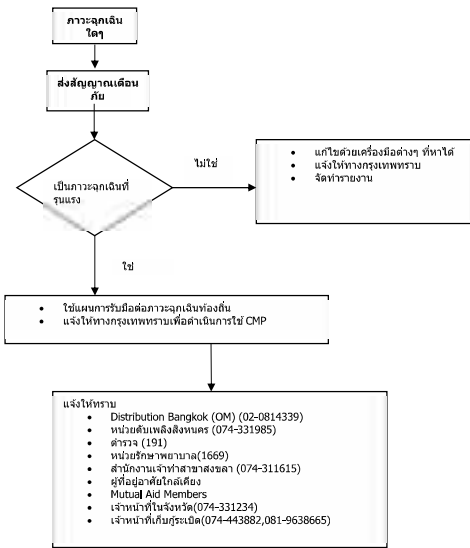 ภาวะฉุกเฉิน
ใดๆ
ส่งสัญญาณเตือน
ภัย
เป็นภาวะฉุกเฉินที่
รุนแรง
ไม่ใช่
• แก้ไขด้วยเครื่องมือต่างๆ ที่หาได้
• แจ้งให้ทางกรุงเทพทราบ
• จัดทำรายงาน
ใช่
• ใช้แผนการรับมือต่อภาวะฉุกเฉินท้องถิ่น
• แจ้งให้ทางกรุงเทพทราบเพื่อดำเนินการใช้ CMP
แจ้งให้ทราบ
• Distribution Bangkok (OM) (02-0814339)
• หน่วยดับเพลิงสิงหนคร (074-331985)
• ตำรวจ (191)
• หน่วยรักษาพยาบาล(1669)
• สำนักงานเจ้าท่าสาขาสงขลา (074-311615)
• ผู้ที่อยู่อาศัยใกล้เคียง
• Mutual Aid Members
• เจ้าหน้าที่ในจังหวัด(074-331234)
• เจ้าหน้าที่เก็บกู้ระเบิด(074-443882,081-9638665)